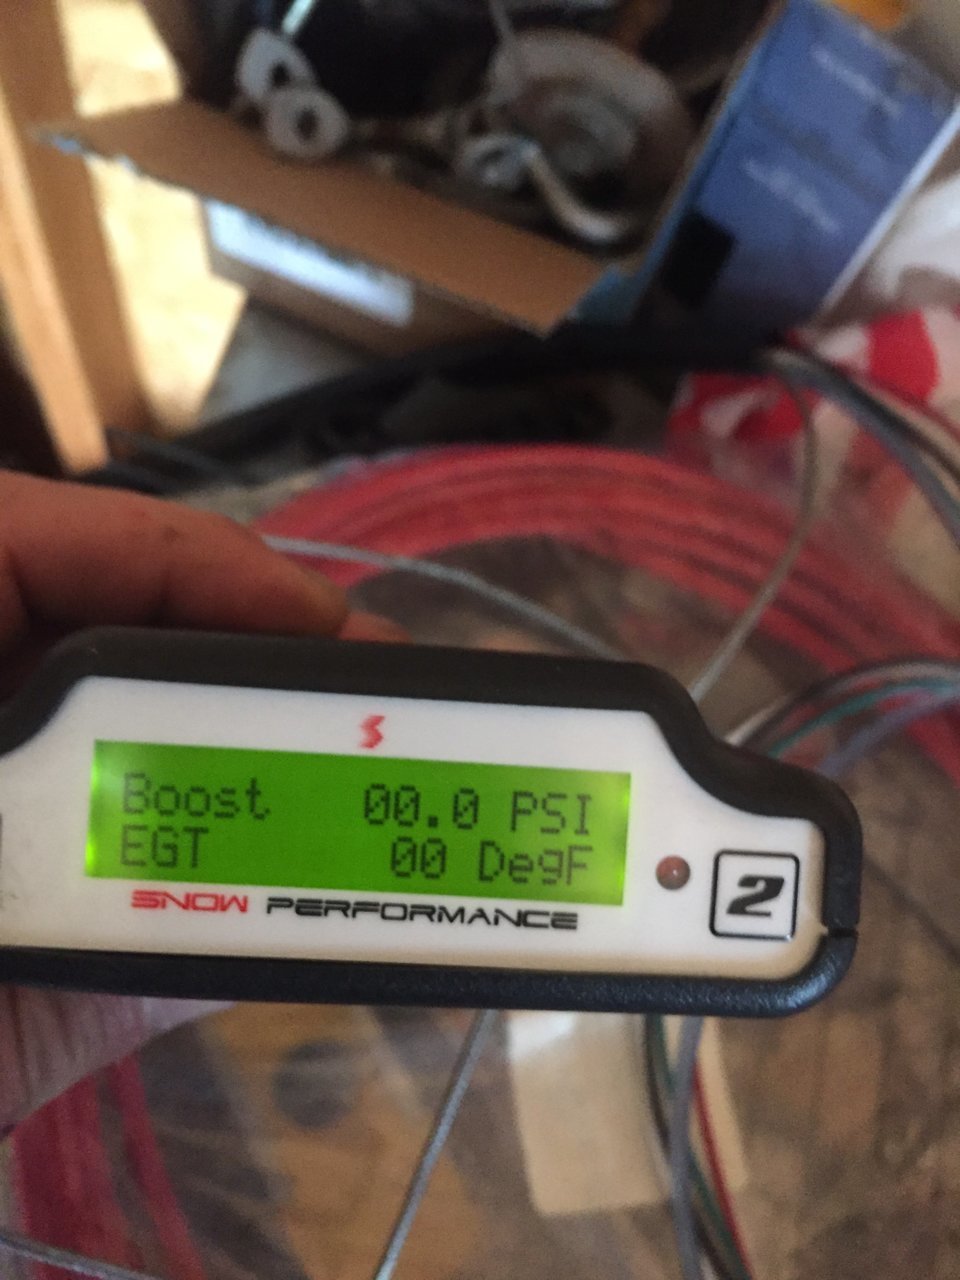 Boost 00.0 PSI
EGT 00 DegF
SNOW PERFORMANCE
2